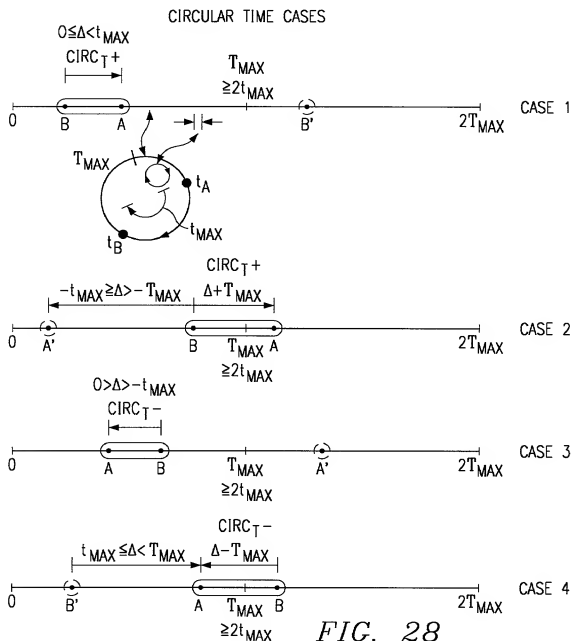 CIRCULAR TIME CASES
0≦Δ<tMAX
CIRCT+
TMAX
≧2tMAX
0 B A B' 2TMAX CASE 1
TMAX
tA
tMAX
tB
CIRCT+
-tMAX≧Δ>-TMAX Δ+TMAX
0 A' B TMAX A 2TMAX CASE 2
≧2tMAX
0>Δ>-tMAX
CIRCT-
0 A B TMAX A' 2TMAX CASE 3
≧2tMAX
CIRCT-
tMAX≦Δ<TMAX Δ-TMAX
0 B' A TMAX B 2TMAX CASE 4
≧2tMAX
FIG. 28